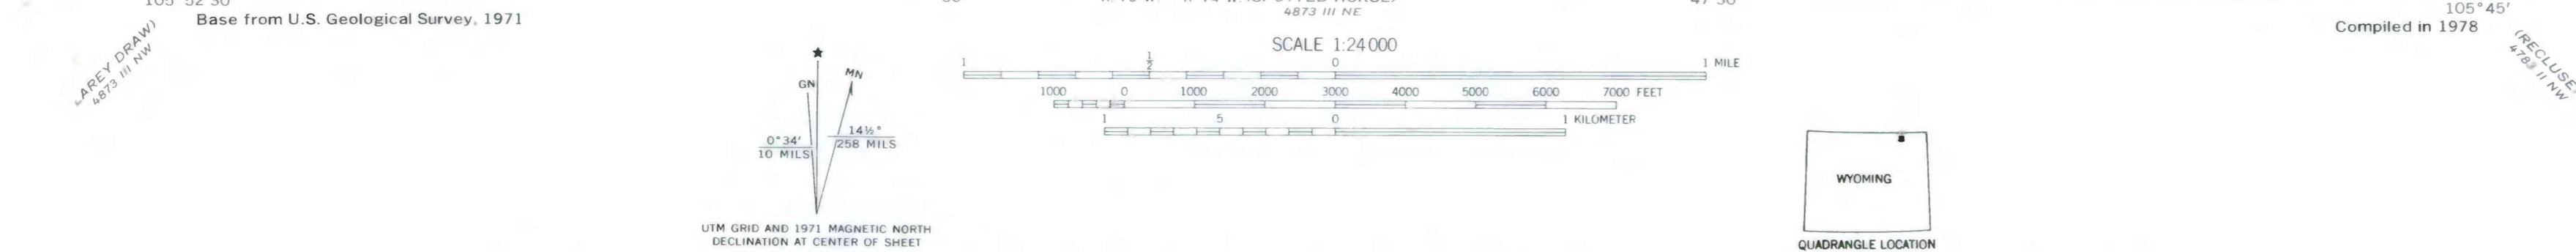 Base from U.S. Geological Survey, 1971
4873 III NE
105°45'
Compiled in 1978
AREY DRAW)
4873 III NW
(RECLUSE)
4783 II NW
★
GN
MN
0°34'
10 MILS
14½°
258 MILS
UTM GRID AND 1971 MAGNETIC NORTH
DECLINATION AT CENTER OF SHEET
SCALE 1:24 000
1 ½ 0 1 MILE
1000 0 1000 2000 3000 4000 5000 6000 7000 FEET
1 5 0 1 KILOMETER
WYOMING
QUADRANGLE LOCATION